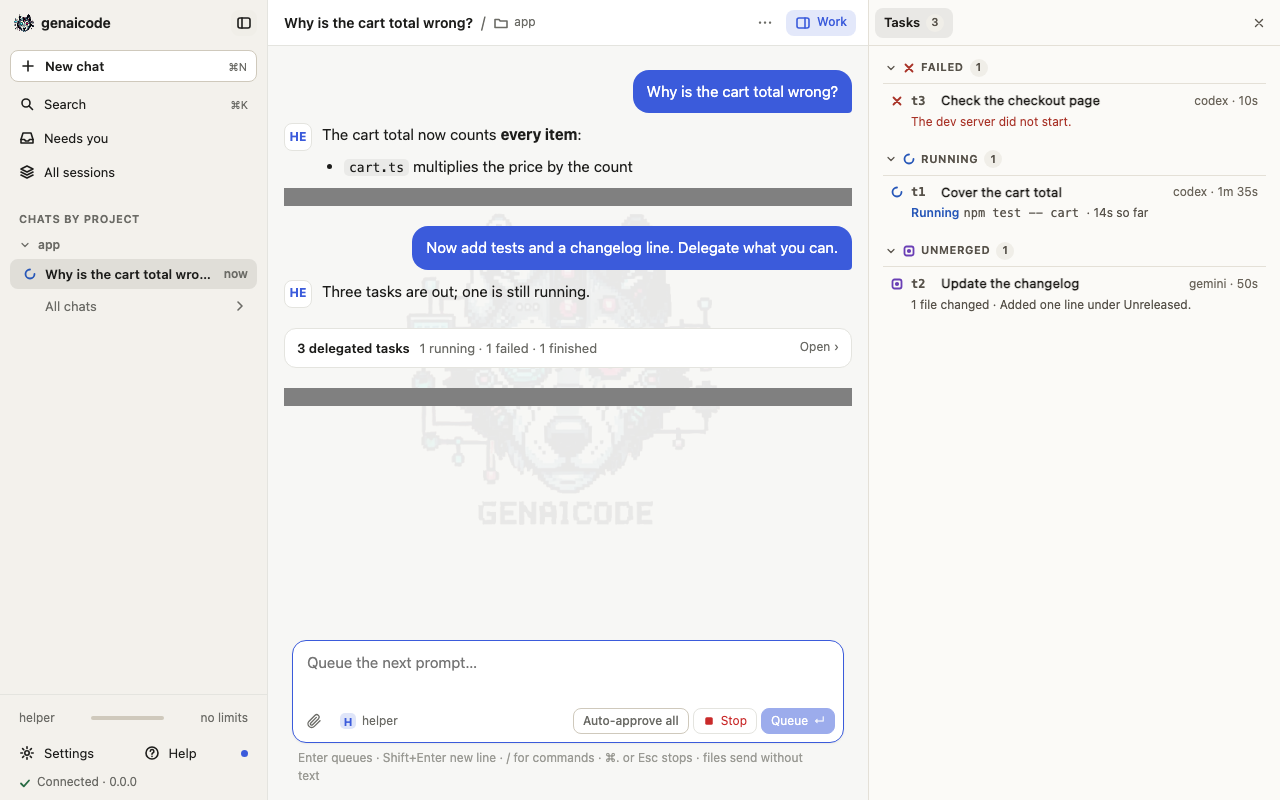 genaicode
New chat ⌘N
Search ⌘K
Needs you
All sessions
CHATS BY PROJECT
app
Why is the cart total wro... now
All chats
helper no limits
Settings Help
Connected · 0.0.0
Why is the cart total wrong? / app
Work
Why is the cart total wrong?
HE The cart total now counts every item:
• cart.ts multiplies the price by the count
Now add tests and a changelog line. Delegate what you can.
HE Three tasks are out; one is still running.
3 delegated tasks 1 running · 1 failed · 1 finished Open ›
GENAICODE
Queue the next prompt...
H helper Auto-approve all Stop Queue
Enter queues · Shift+Enter new line · / for commands · ⌘. or Esc stops · files send without
text
Tasks 3
FAILED 1
t3 Check the checkout page codex · 10s
The dev server did not start.
RUNNING 1
t1 Cover the cart total codex · 1m 35s
Running npm test -- cart · 14s so far
UNMERGED 1
t2 Update the changelog gemini · 50s
1 file changed · Added one line under Unreleased.